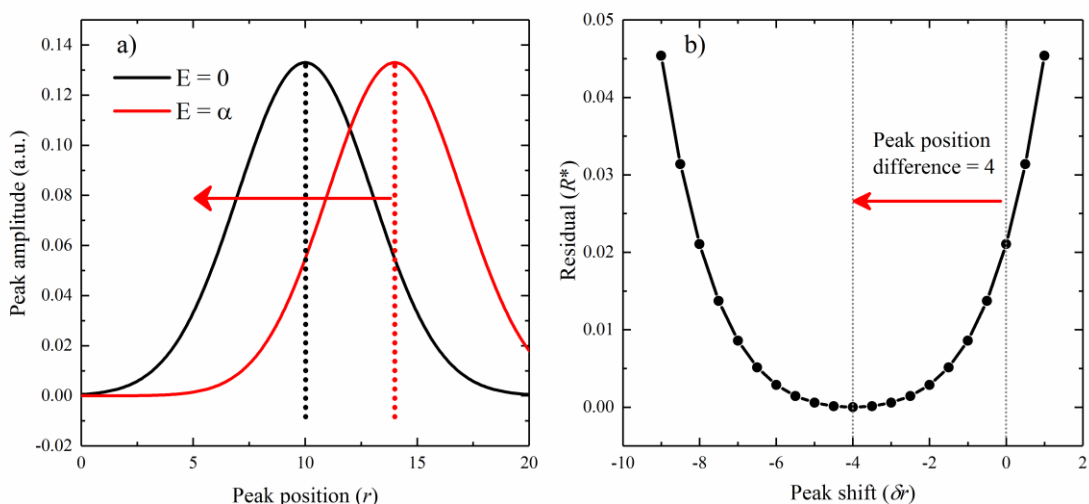 a)
E = 0
E = α
Peak amplitude (a.u.)
0.14
0.12
0.10
0.08
0.06
0.04
0.02
0.00
-0.02
0
5
10
15
20
Peak position (r)
b)
Peak position
difference = 4
Residual (R*)
0.05
0.04
0.03
0.02
0.01
0.00
-10
-8
-6
-4
-2
0
2
Peak shift (δr)